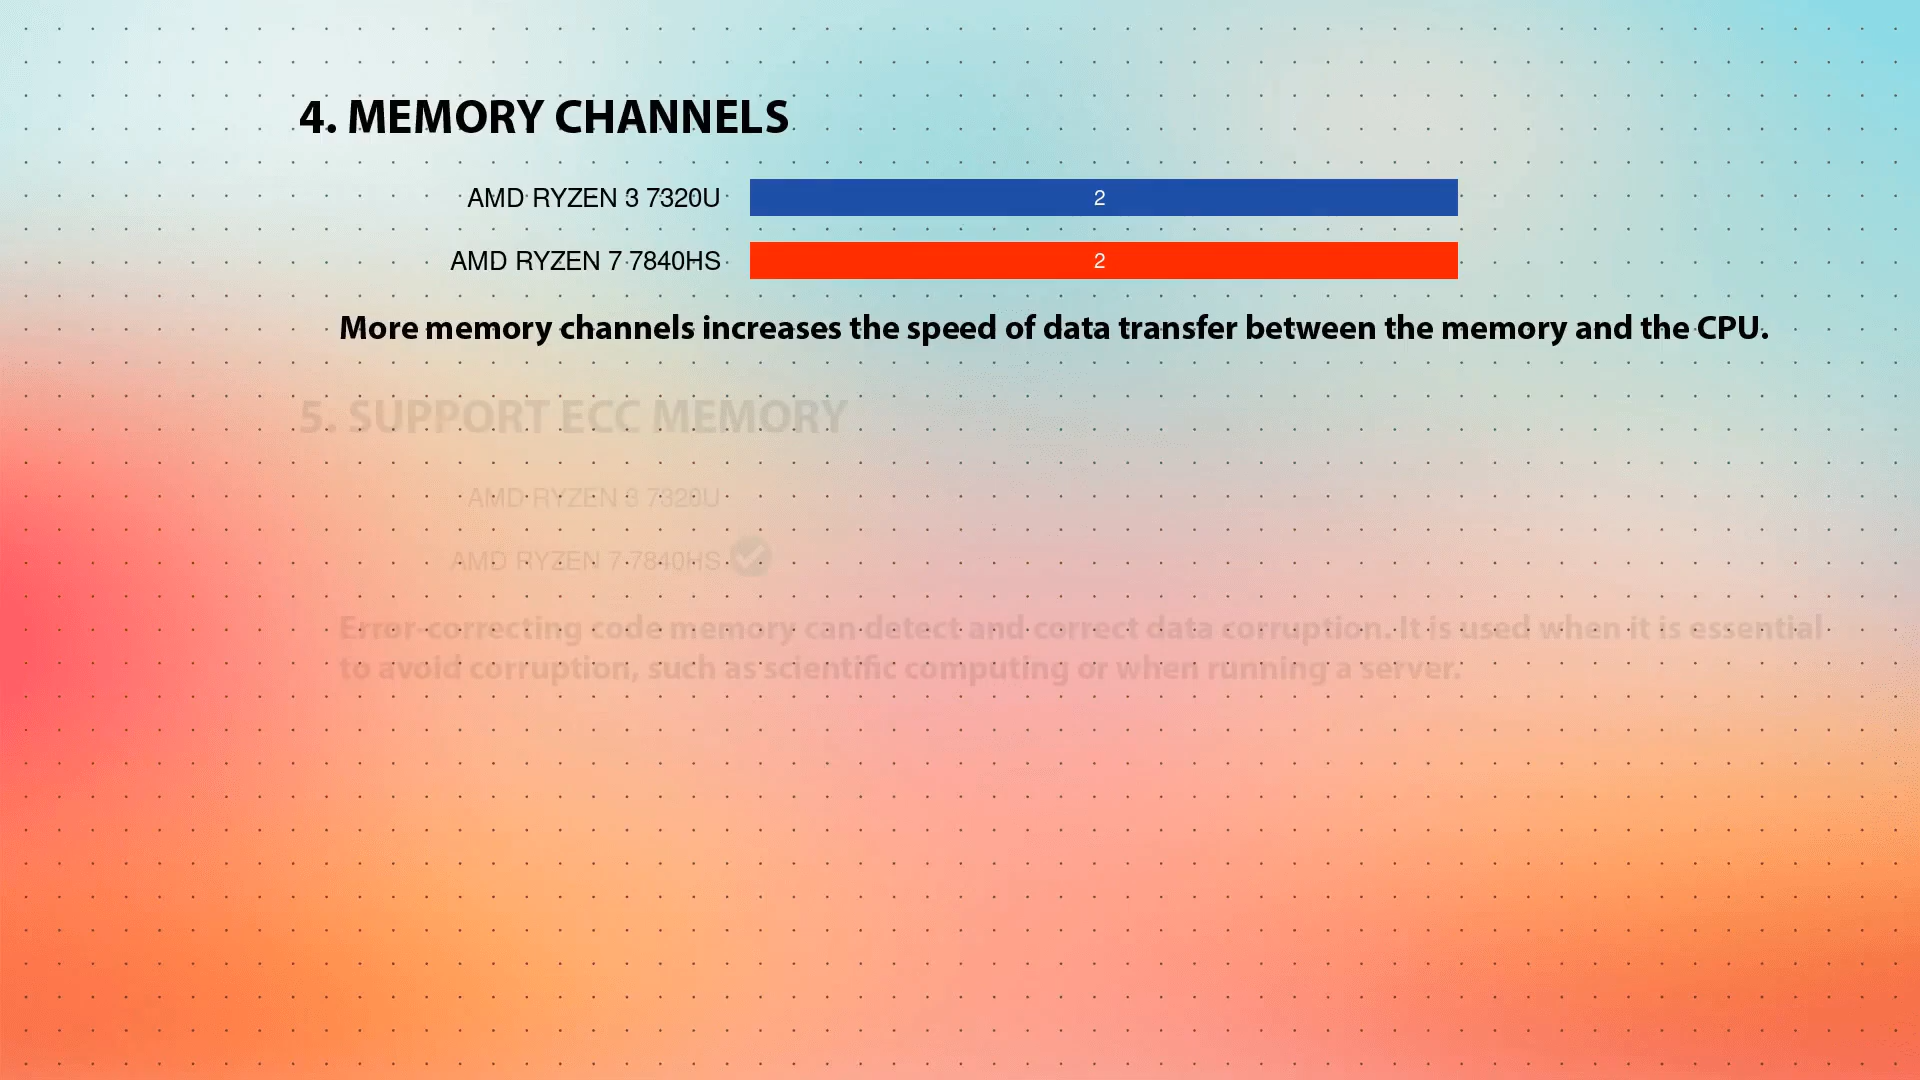 4. MEMORY CHANNELS
AMD RYZEN 3 7320U
2
AMD RYZEN 7 7840HS
2
More memory channels increases the speed of data transfer between the memory and the CPU.
5. SUPPORT ECC MEMORY
AMD RYZEN 3 7320U
AMD RYZEN 7 7840HS
Error-correcting code memory can detect and correct data corruption. It is used when it is essential
to avoid corruption, such as scientific computing or when running a server.